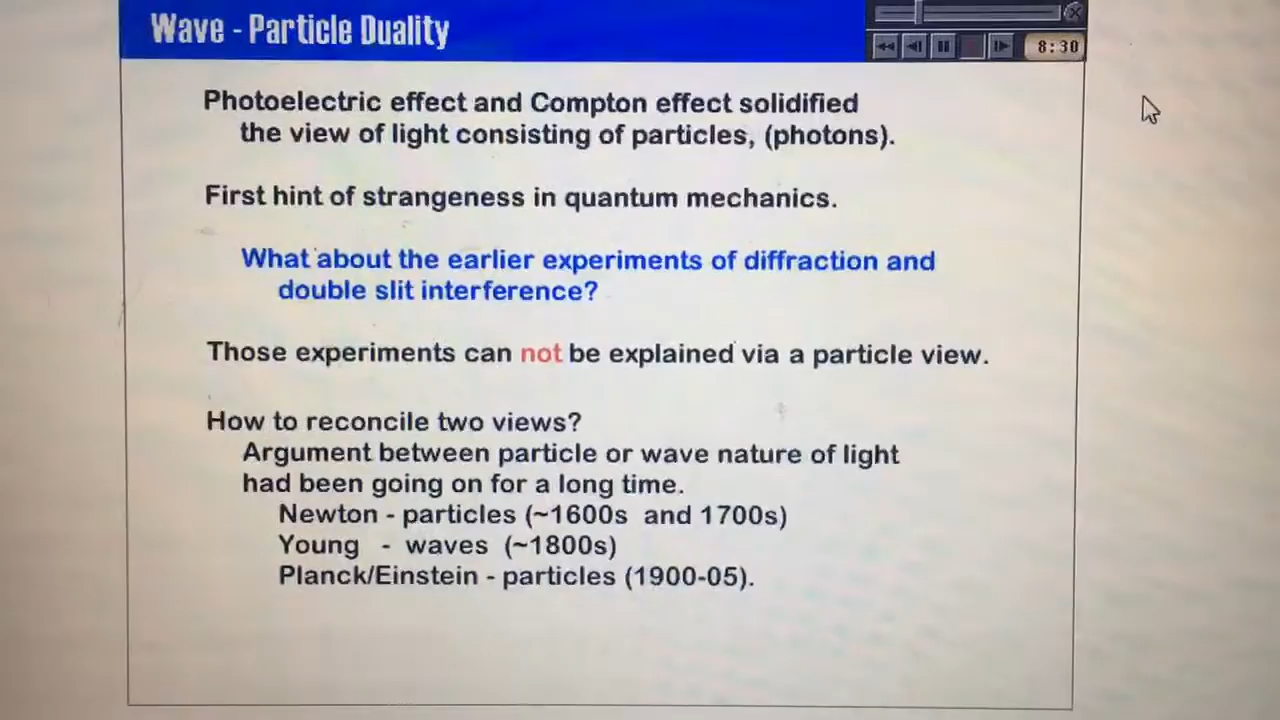 Wave - Particle Duality
8:30
Photoelectric effect and Compton effect solidified
the view of light consisting of particles, (photons).
First hint of strangeness in quantum mechanics.
What about the earlier experiments of diffraction and
double slit interference?
Those experiments can not be explained via a particle view.
How to reconcile two views?
Argument between particle or wave nature of light
had been going on for a long time.
Newton - particles (~1600s and 1700s)
Young - waves (~1800s)
Planck/Einstein - particles (1900-05).